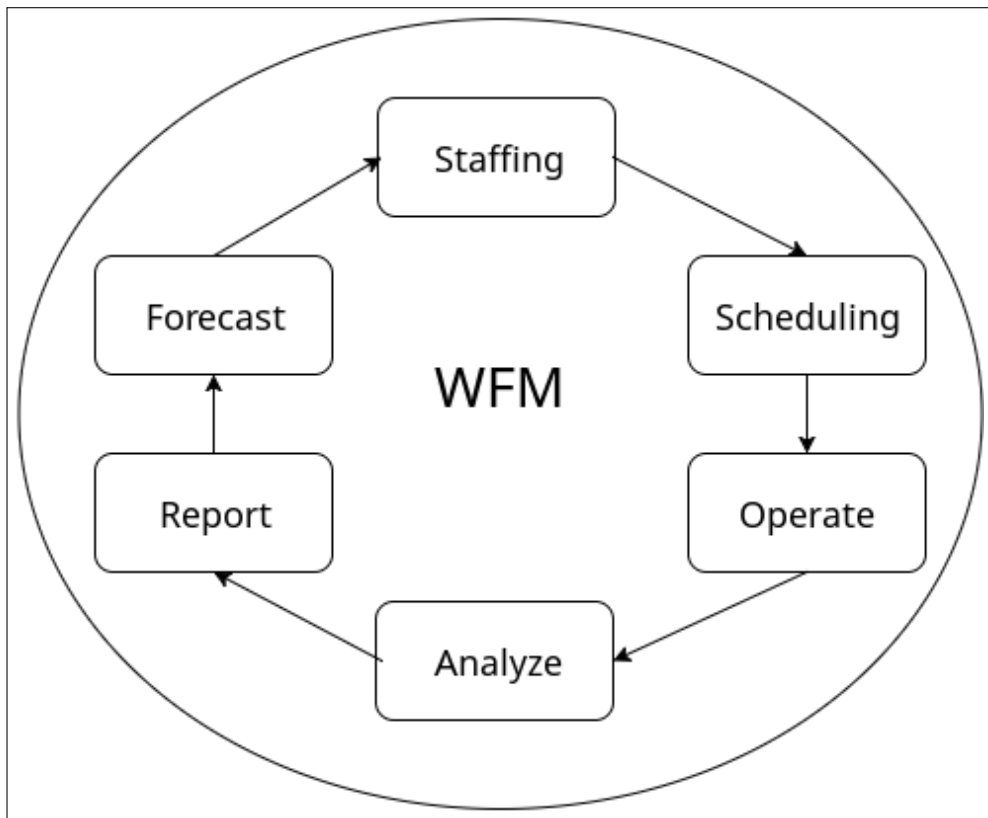 Staffing
Forecast
Scheduling
WFM
Report
Operate
Analyze